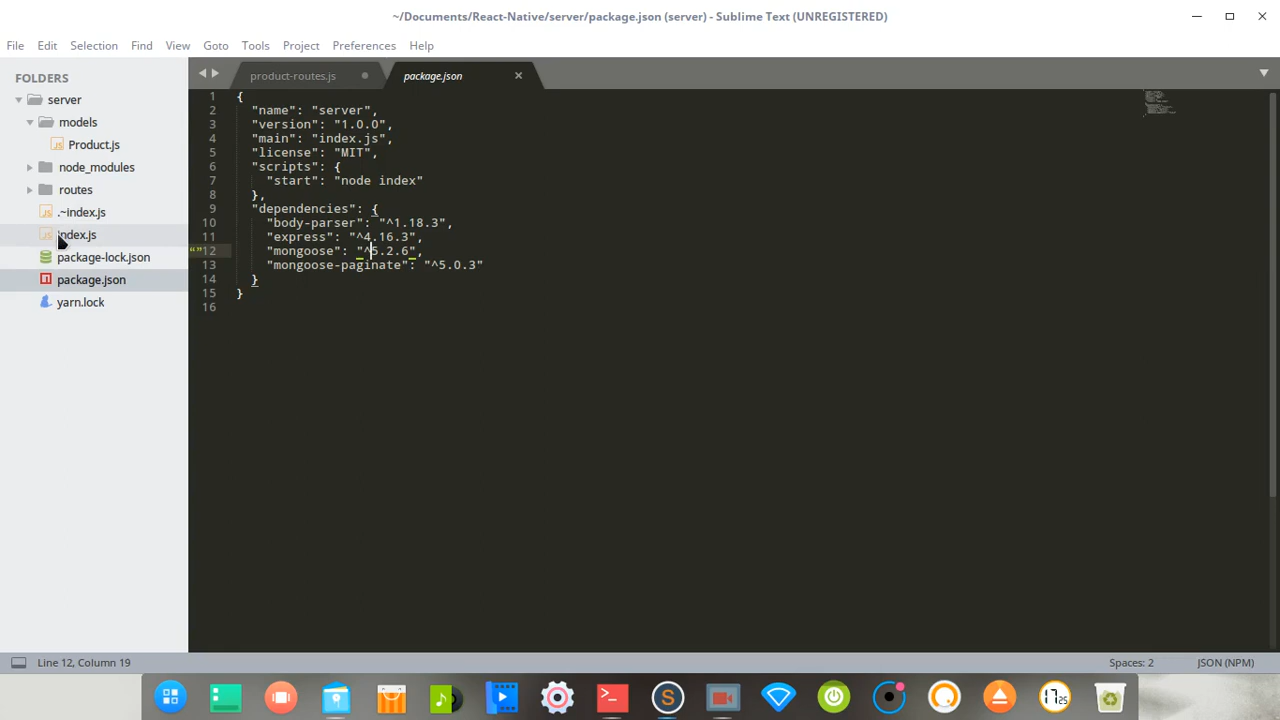 ~/Documents/React-Native/server/package.json (server) - Sublime Text (UNREGISTERED)
File Edit Selection Find View Goto Tools Project Preferences Help
FOLDERS
server
models
Product.js
node_modules
routes
.~index.js
index.js
package-lock.json
package.json
yarn.lock
product-routes.js package.json
1 {
2 "name": "server",
3 "version": "1.0.0",
4 "main": "index.js",
5 "license": "MIT",
6 "scripts": {
7 "start": "node index"
8 },
9 "dependencies": {
10 "body-parser": "^1.18.3",
11 "express": "^4.16.3",
12 "mongoose": "^5.2.6",
13 "mongoose-paginate": "^5.0.3"
14 }
15 }
16
Line 12, Column 19 Spaces: 2 JSON (NPM)
17 25